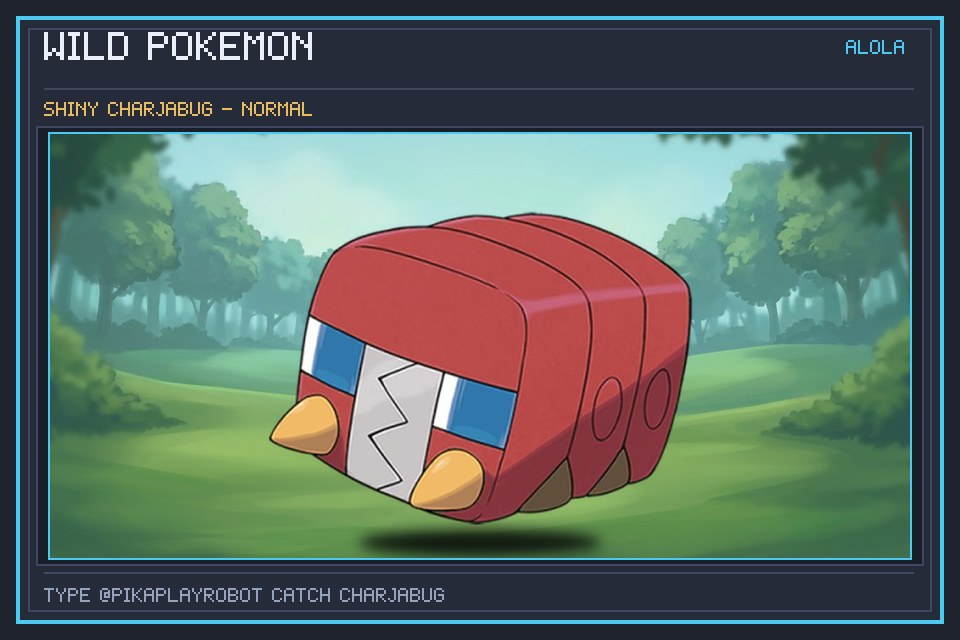 WILD POKEMON
ALOLA
SHINY CHARJABUG - NORMAL
TYPE @PIKAPLAYROBOT CATCH CHARJABUG